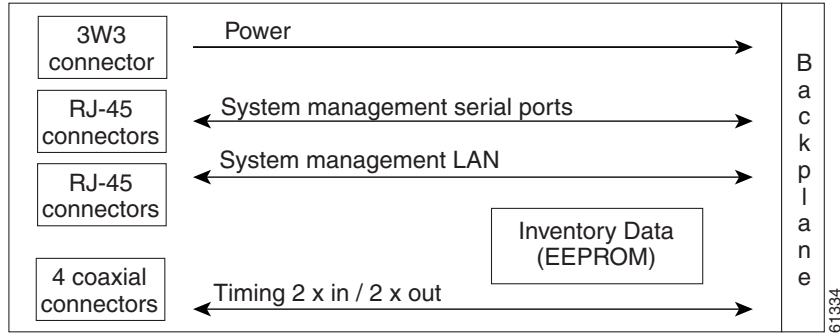 3W3
connector
Power
RJ-45
connectors
System management serial ports
RJ-45
connectors
System management LAN
Inventory Data
(EEPROM)
4 coaxial
connectors
Timing 2 x in / 2 x out
Backplane
61334